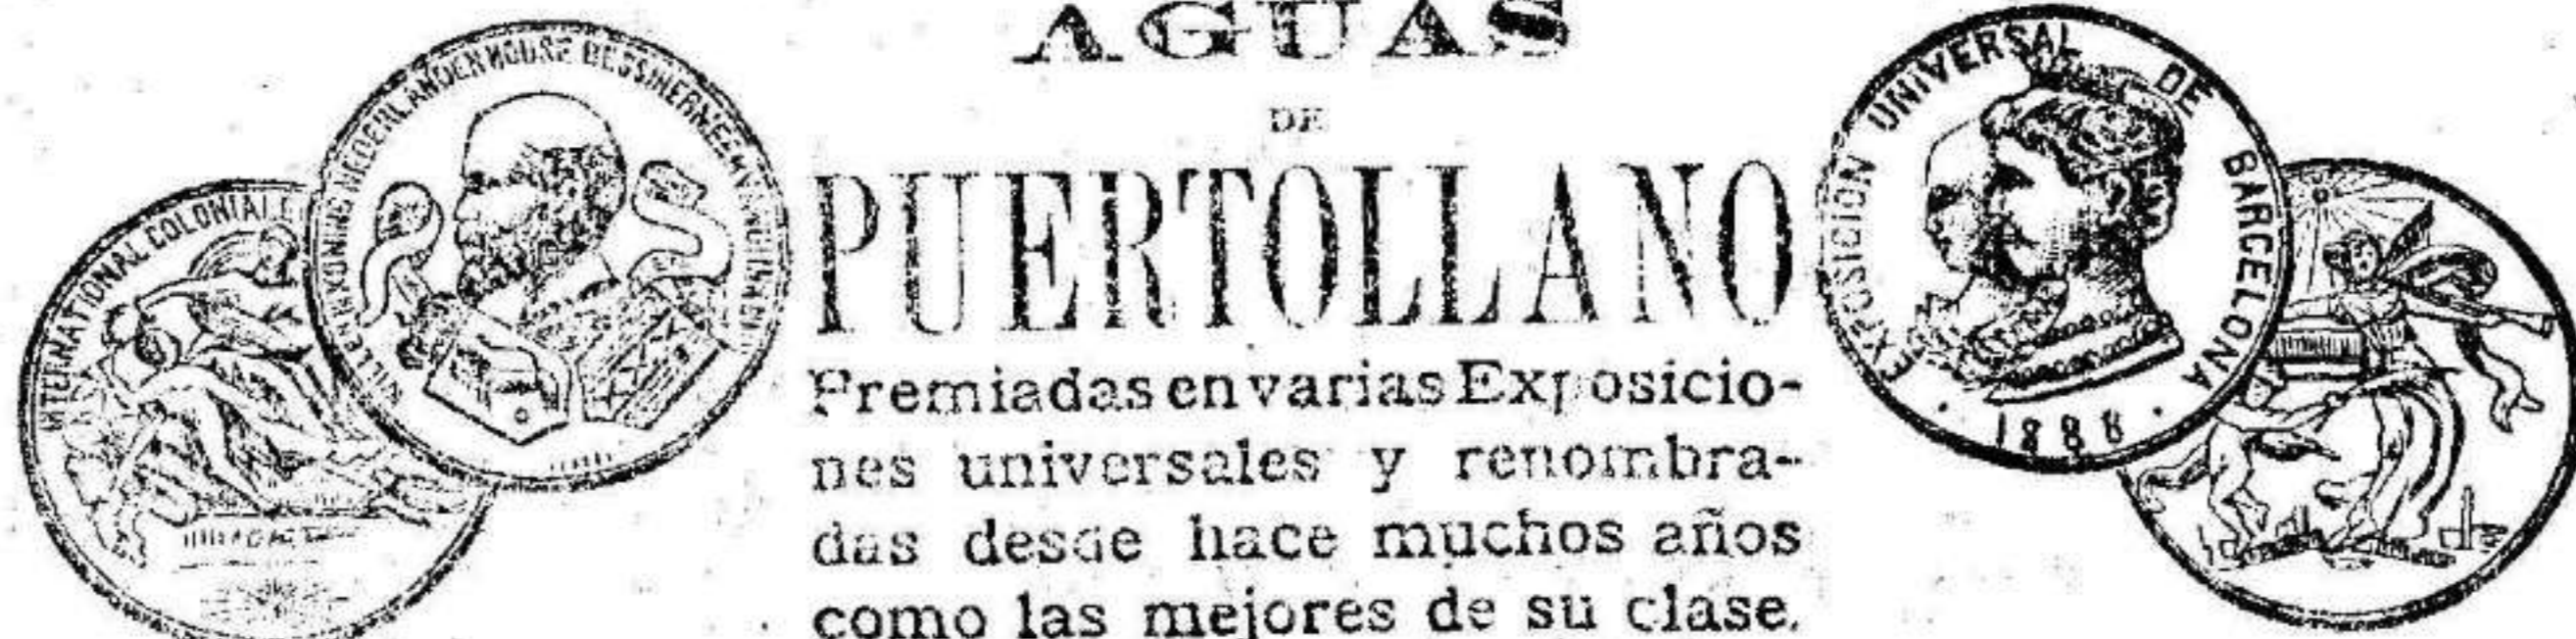 AGUAS
DE
PUERTOLLANO
Premiadas en varias Exposicio-
nes universales y renombra-
das desde hace muchos años
como las mejores de su clase.
INTERNATIONAL COLONIALE
EXPOSICION UNIVERSAL DE BARCELONA
1888